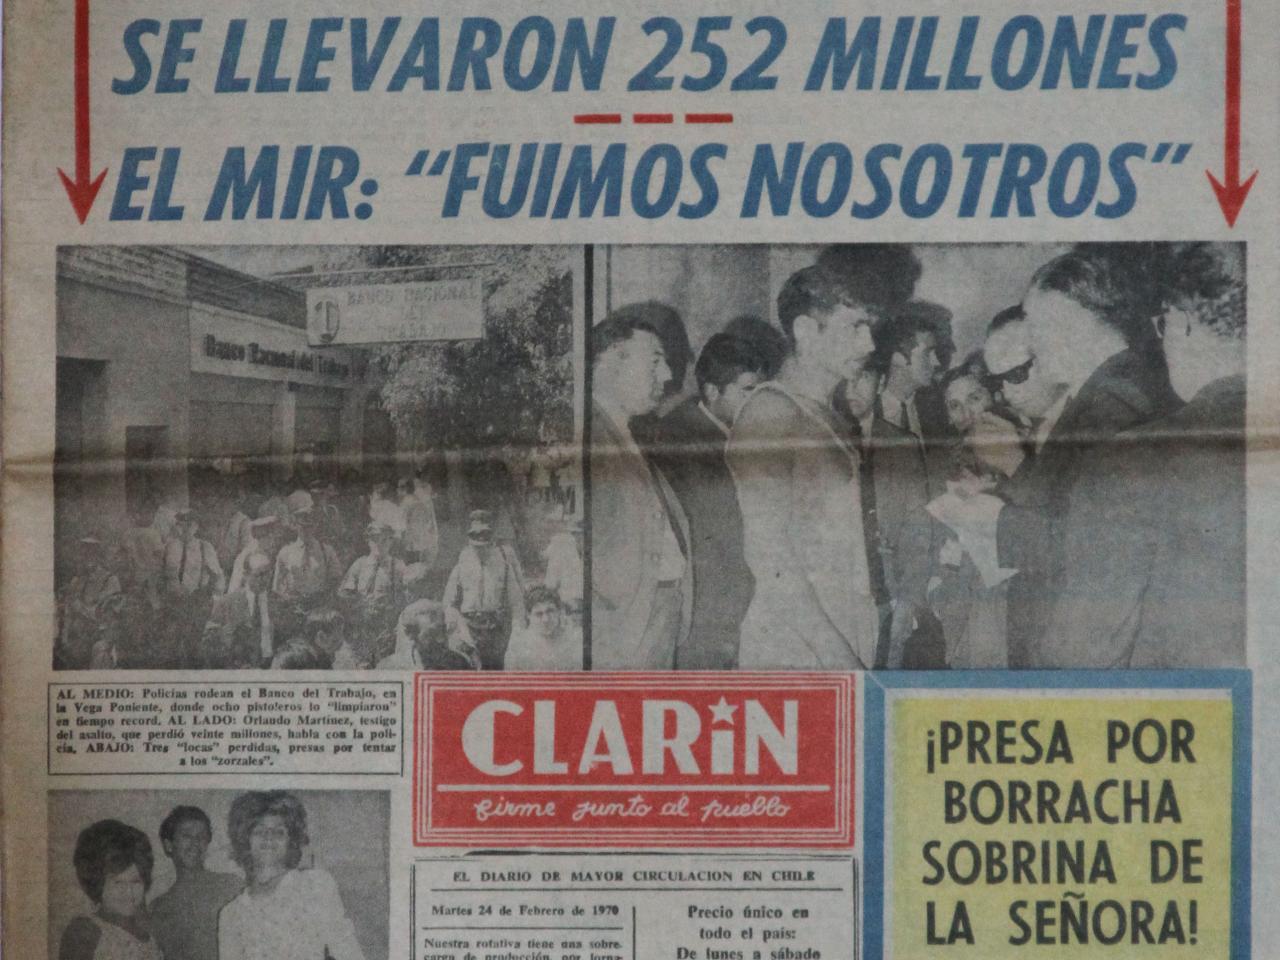 SE LLEVARON 252 MILLONES
EL MIR: “FUIMOS NOSOTROS”
BANCO NACIONAL
DEL
TRABAJO
Banco Nacional del Trabajo
AL MEDIO: Policías rodean el Banco del Trabajo, en
la Vega Poniente, donde ocho pistoleros lo “limpiaron”
en tiempo record. AL LADO: Orlando Martínez, testigo
del asalto, que perdió veinte millones, habla con la poli-
cía. ABAJO: Tres “locas” perdidas, presas por tentar
a los “zorzales”.
CLARiN
firme junto al pueblo
EL DIARIO DE MAYOR CIRCULACION EN CHILE
Martes 24 de Febrero de 1970
Nuestra rotativa tiene una sobre-
carga de producción, por
Precio único en
todo el país:
De lunes a sábado
¡PRESA POR
BORRACHA
SOBRINA DE
LA SEÑORA!